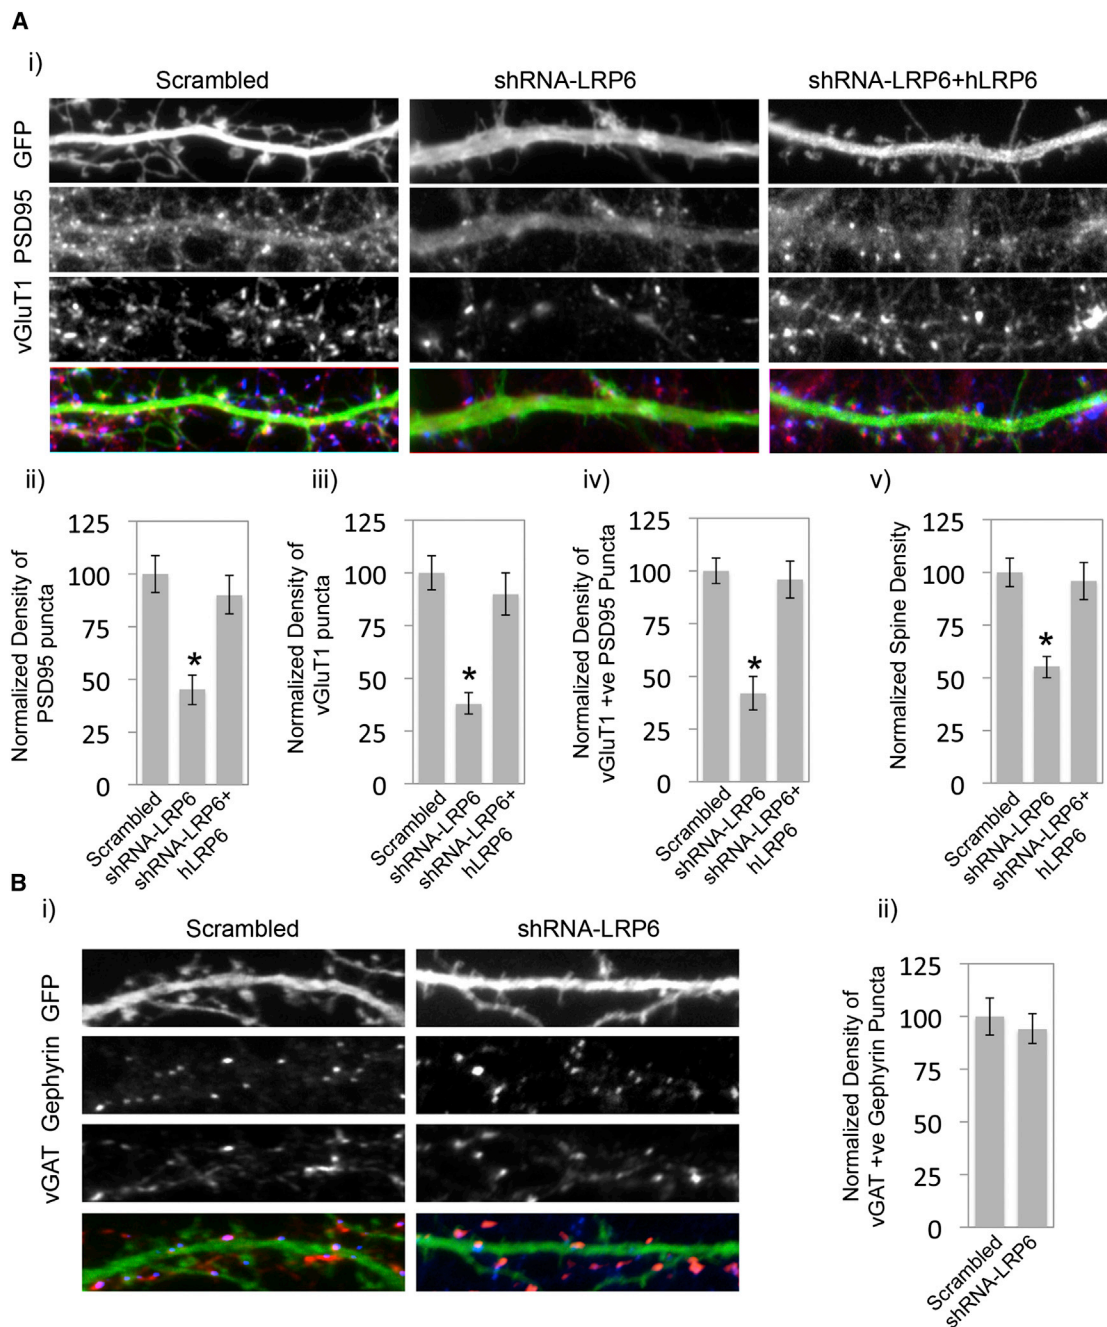 A
i)
Scrambled
shRNA-LRP6
shRNA-LRP6+hLRP6
GFP
PSD95
vGluT1
ii)
iii)
iv)
v)
Normalized Density of
PSD95 puncta
125
100
75
50
25
0
*
Scrambled
shRNA-LRP6
shRNA-LRP6+
hLRP6
Normalized Density of
vGluT1 puncta
125
100
75
50
25
0
*
Scrambled
shRNA-LRP6
shRNA-LRP6+
hLRP6
Normalized Density of
vGluT1 +ve PSD95 Puncta
125
100
75
50
25
0
*
Scrambled
shRNA-LRP6
shRNA-LRP6+
hLRP6
Normalized Spine Density
125
100
75
50
25
0
*
Scrambled
shRNA-LRP6
shRNA-LRP6+
hLRP6
B
i)
Scrambled
shRNA-LRP6
GFP
Gephyrin
vGAT
ii)
Normalized Density of
vGAT +ve Gephyrin Puncta
125
100
75
50
25
0
Scrambled
shRNA-LRP6